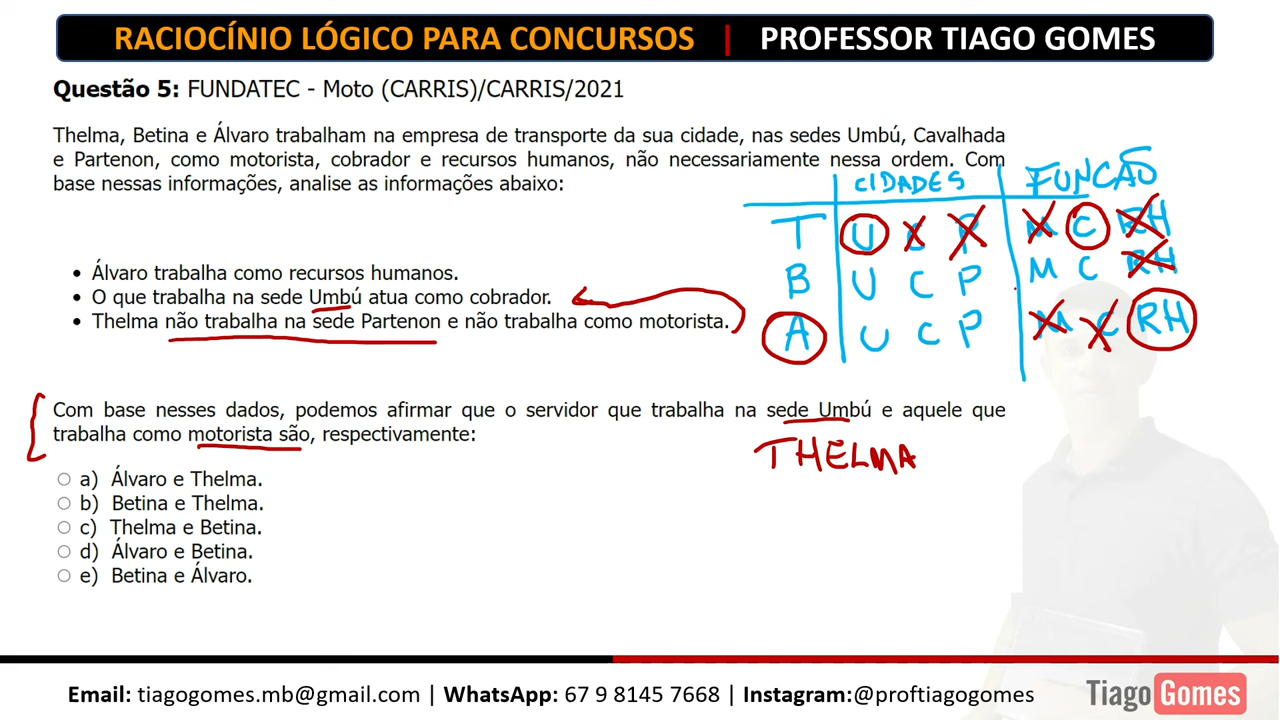 RACIOCÍNIO LÓGICO PARA CONCURSOS | PROFESSOR TIAGO GOMES
Questão 5: FUNDATEC - Moto (CARRIS)/CARRIS/2021
Thelma, Betina e Álvaro trabalham na empresa de transporte da sua cidade, nas sedes Umbú, Cavalhada
e Partenon, como motorista, cobrador e recursos humanos, não necessariamente nessa ordem. Com
base nessas informações, analise as informações abaixo:
CIDADES FUNCÃO
T U C P M C RH
B U C P M C RH
A U C P M C RH
• Álvaro trabalha como recursos humanos.
• O que trabalha na sede Umbú atua como cobrador.
• Thelma não trabalha na sede Partenon e não trabalha como motorista.
Com base nesses dados, podemos afirmar que o servidor que trabalha na sede Umbú e aquele que
trabalha como motorista são, respectivamente:
THELMA
a) Álvaro e Thelma.
b) Betina e Thelma.
c) Thelma e Betina.
d) Álvaro e Betina.
e) Betina e Álvaro.
Email: tiagogomes.mb@gmail.com | WhatsApp: 67 9 8145 7668 | Instagram:@proftiagogomes
Tiago Gomes